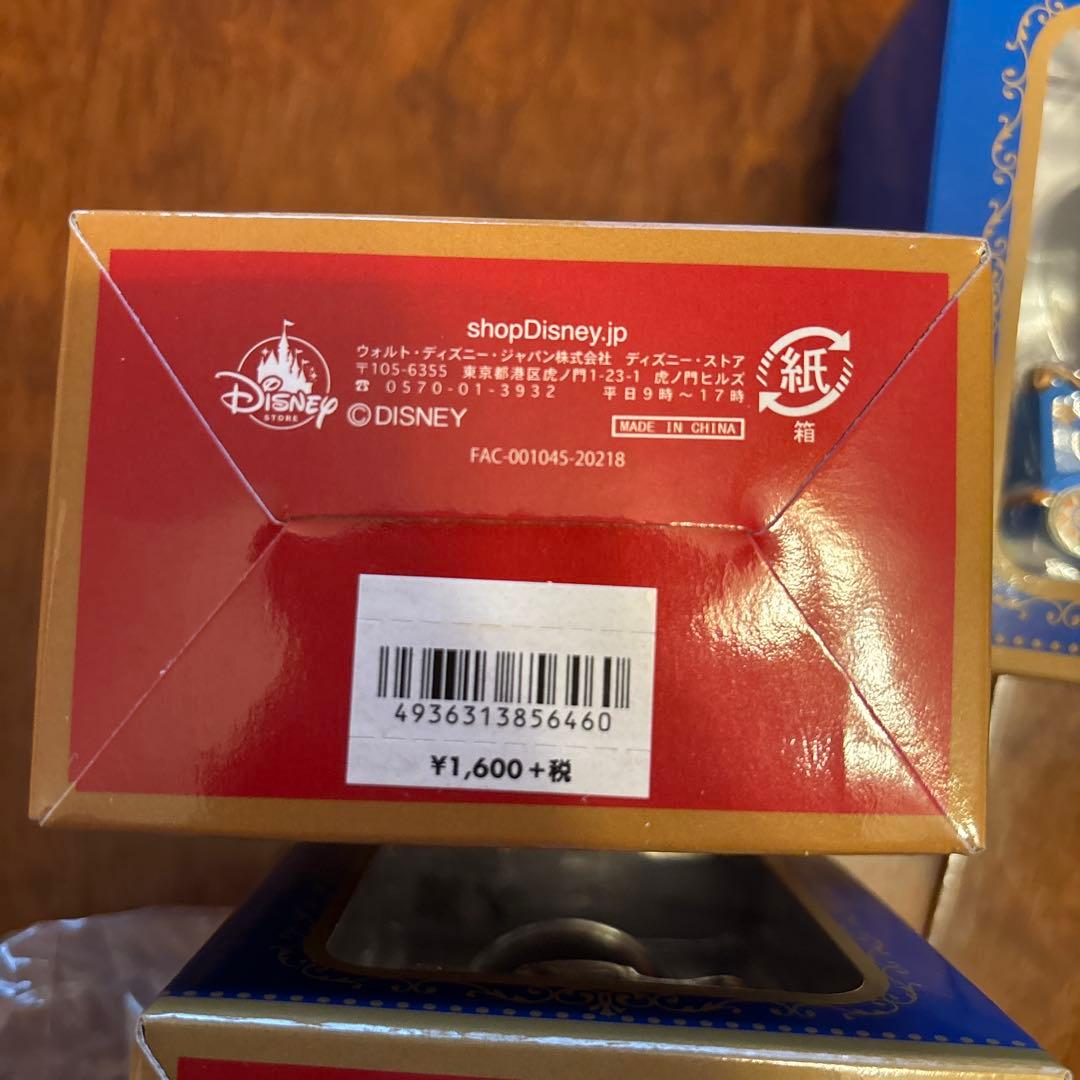 shopDisney.jp
ウォルト・ディズニー・ジャパン株式会社 ディズニー・ストア
〒105-6355 東京都港区虎ノ門1-23-1 虎ノ門ヒルズ
☎ 0570-01-3932 平日9時～17時
Disney
STORE
©DISNEY
MADE IN CHINA
紙
箱
FAC-001045-20218
4936313856460
¥1,600+税